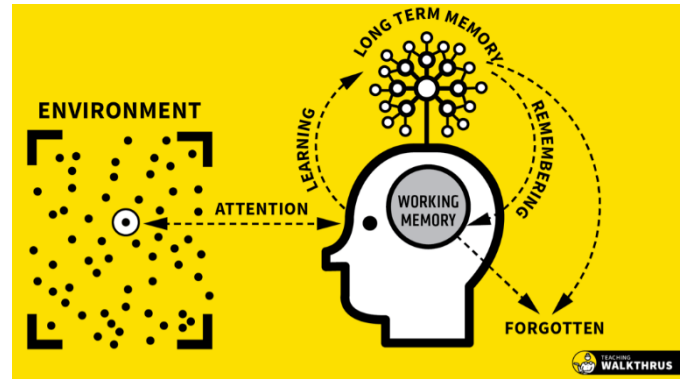 LONG TERM MEMORY
ENVIRONMENT
LEARNING
REMEMBERING
ATTENTION
WORKING
MEMORY
FORGOTTEN
TEACHING
WALKTHRUS